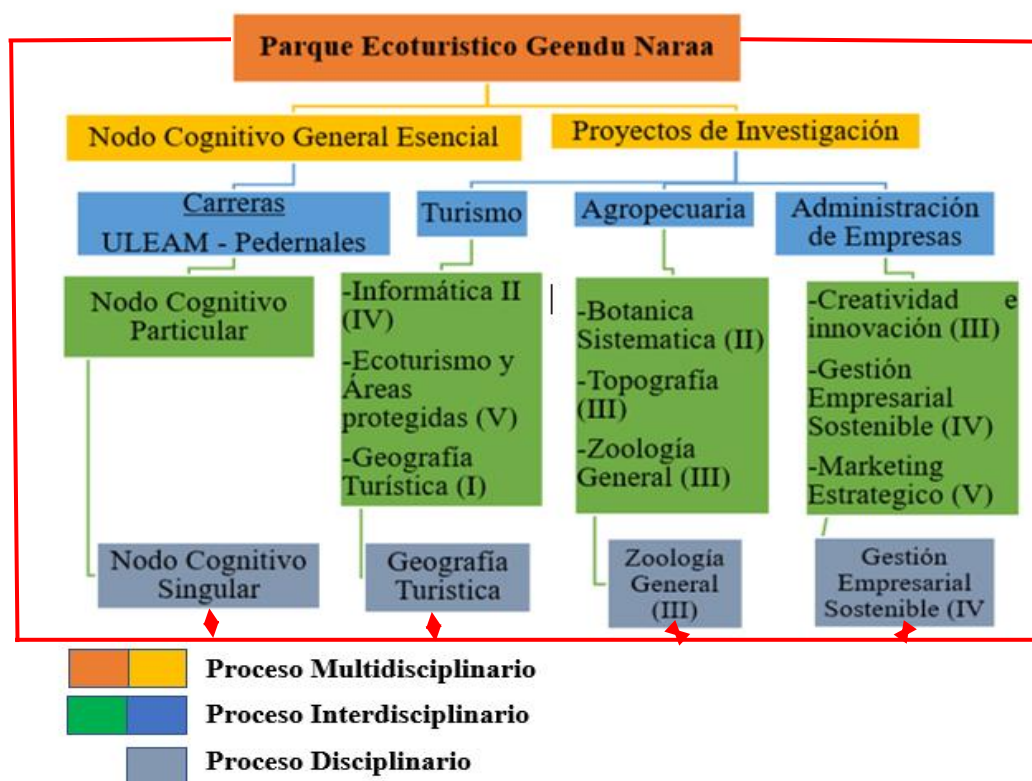 Parque Ecoturistico Geendu Naraa
Nodo Cognitivo General Esencial
Proyectos de Investigación
Carreras
ULEAM - Pedernales
Turismo
Agropecuaria
Administración
de Empresas
Nodo Cognitivo
Particular
-Informática II
(IV)
-Ecoturismo y
Áreas
protegidas (V)
-Geografía
Turística (I)
-Botanica
Sistematica (II)
-Topografía
(III)
-Zoología
General (III)
-Creatividad e
innovación (III)
-Gestión
Empresarial
Sostenible (IV)
-Marketing
Estrategico (V)
Nodo Cognitivo
Singular
Geografía
Turistica
Zoología
General
(III)
Gestión
Empresarial
Sostenible (IV
Proceso Multidisciplinario
Proceso Interdisciplinario
Proceso Disciplinario